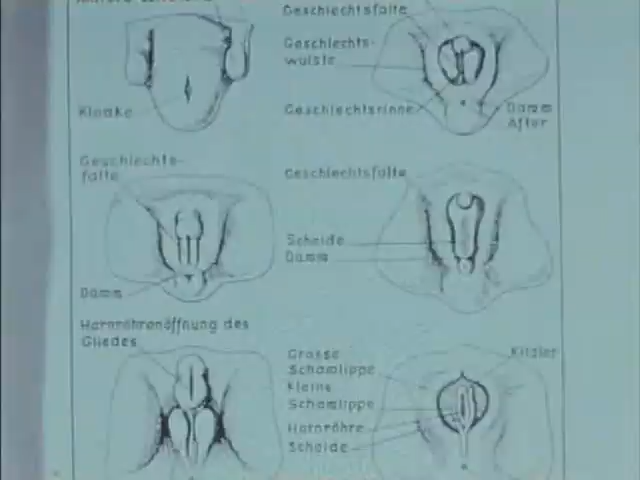 Geschlechtsfalte
Geschlechts-
wülste
Kloake
Geschlechtsrinne
Damm
After
Geschlechts-
falte
Geschlechtsfalte
Scheide
Damm
Damm
Harnröhrenöffnung des
Gliedes
Grosse
Schamlippe
Kitzler
Kleine
Schamlippe
Harnröhre
Scheide